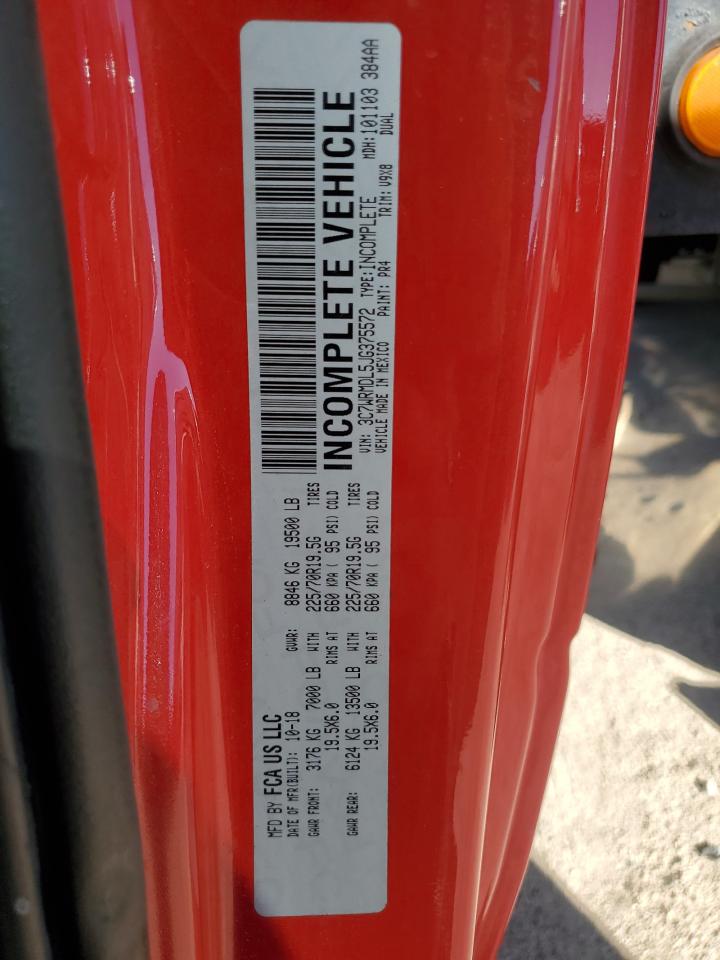 MFD BY FCA US LLC
DATE OF MFR(BUILT): 10-18 GVWR: 8846 KG 19500 LB
GAWR FRONT: 3176 KG 7000 LB WITH 225/70R19.5G TIRES
19.5X6.0 RIMS AT 660 KPA ( 95 PSI) COLD
GAWR REAR: 6124 KG 13500 LB WITH 225/70R19.5G TIRES
19.5X6.0 RIMS AT 660 KPA ( 95 PSI) COLD
INCOMPLETE VEHICLE
VIN: 3C7WRMDL5JG375572 TYPE:INCOMPLETE MDH:101103 384AA
VEHICLE MADE IN MEXICO PAINT: PR4 TRIM: V9X8 DUAL